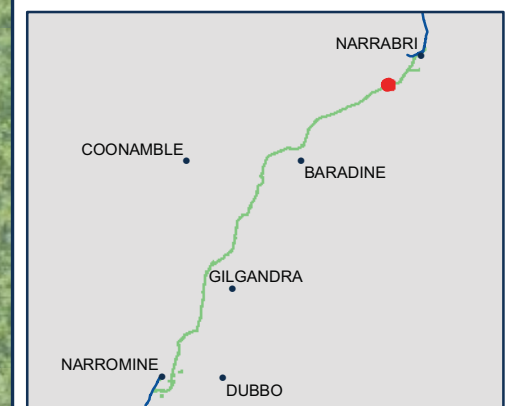 NARRABRI
COONAMBLE
BARADINE
GILGANDRA
NARROMINE
DUBBO